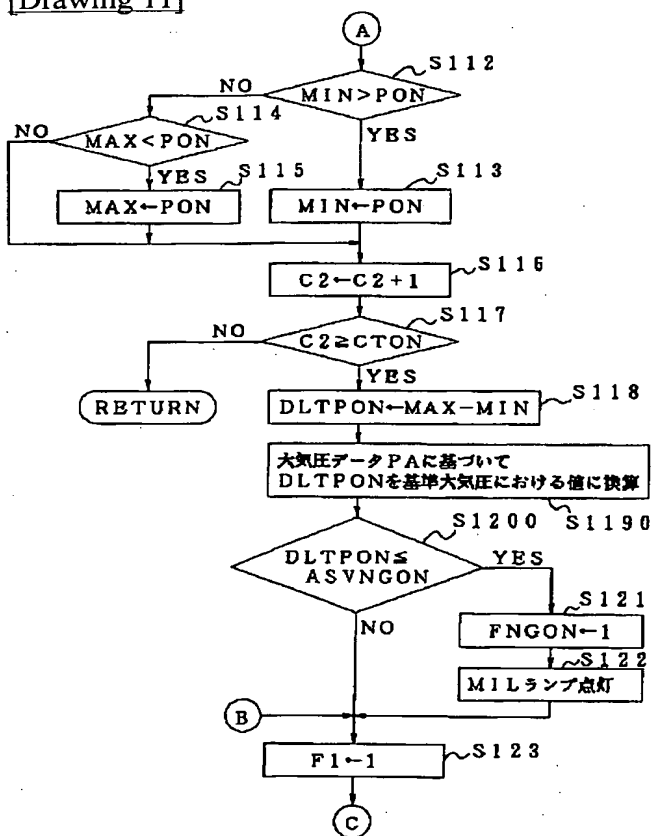 [Drawing 11]
A
S112
NO
MIN>PON
S114
NO
MAX<PON
YES
YES
S115
S113
MAX←PON
MIN←PON
S116
C2←C2+1
S117
NO
C2≧CTON
YES
S118
RETURN
DLTPON←MAX−MIN
大気圧データPAに基づいて
DLTPONを基準大気圧における値に換算
S1190
S1200
DLTPON≦
ASVNGON
YES
NO
S121
FNGON←1
S122
MILランプ点灯
B
S123
F1←1
C